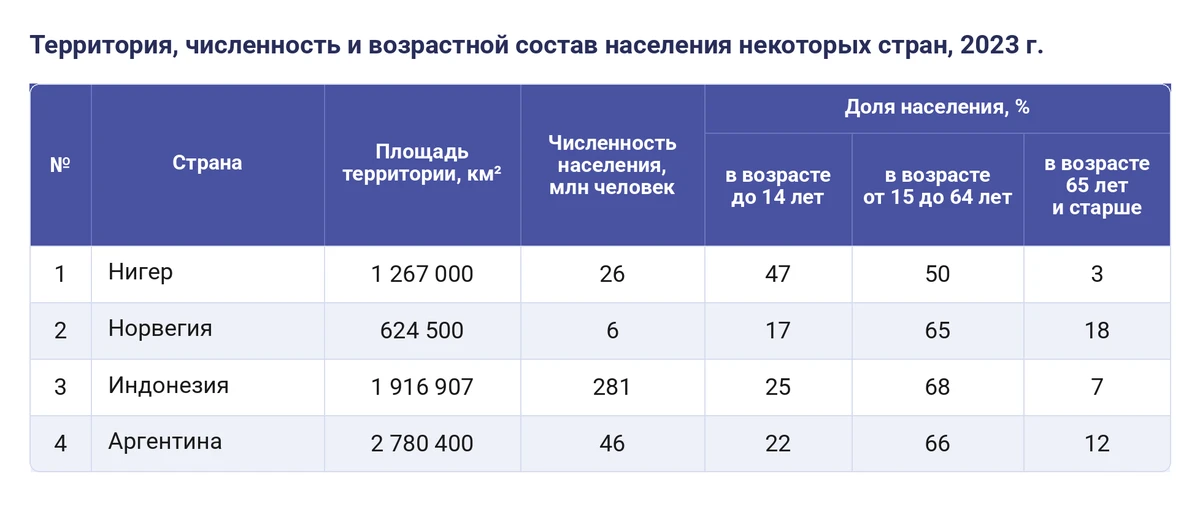 Территория, численность и возрастной состав населения некоторых стран, 2023 г.
№ Страна Площадь территории, км² Численность населения, млн человек Доля населения, %
в возрасте до 14 лет в возрасте от 15 до 64 лет в возрасте 65 лет и старше
1 Нигер 1 267 000 26 47 50 3
2 Норвегия 624 500 6 17 65 18
3 Индонезия 1 916 907 281 25 68 7
4 Аргентина 2 780 400 46 22 66 12